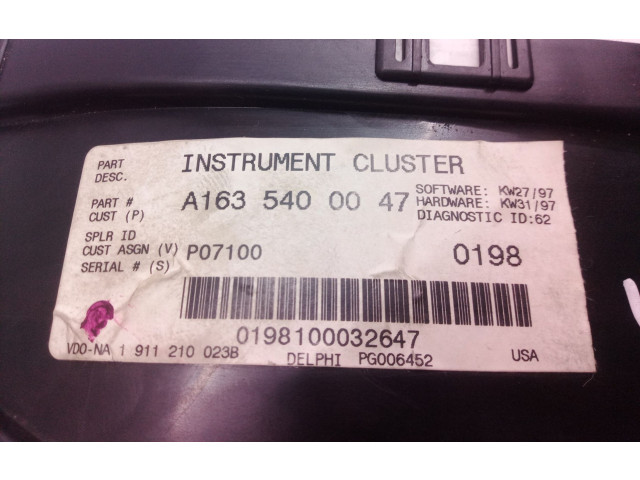 PART DESC. INSTRUMENT CLUSTER
PART # CUST (P) A163 540 00 47
SOFTWARE: KW27/97
HARDWARE: KW31/97
DIAGNOSTIC ID:62
SPLR ID
CUST ASGN (V) P07100 0198
SERIAL # (S)
0198100032647
VDO-NA 1 911 210 023B DELPHI PG006452 USA